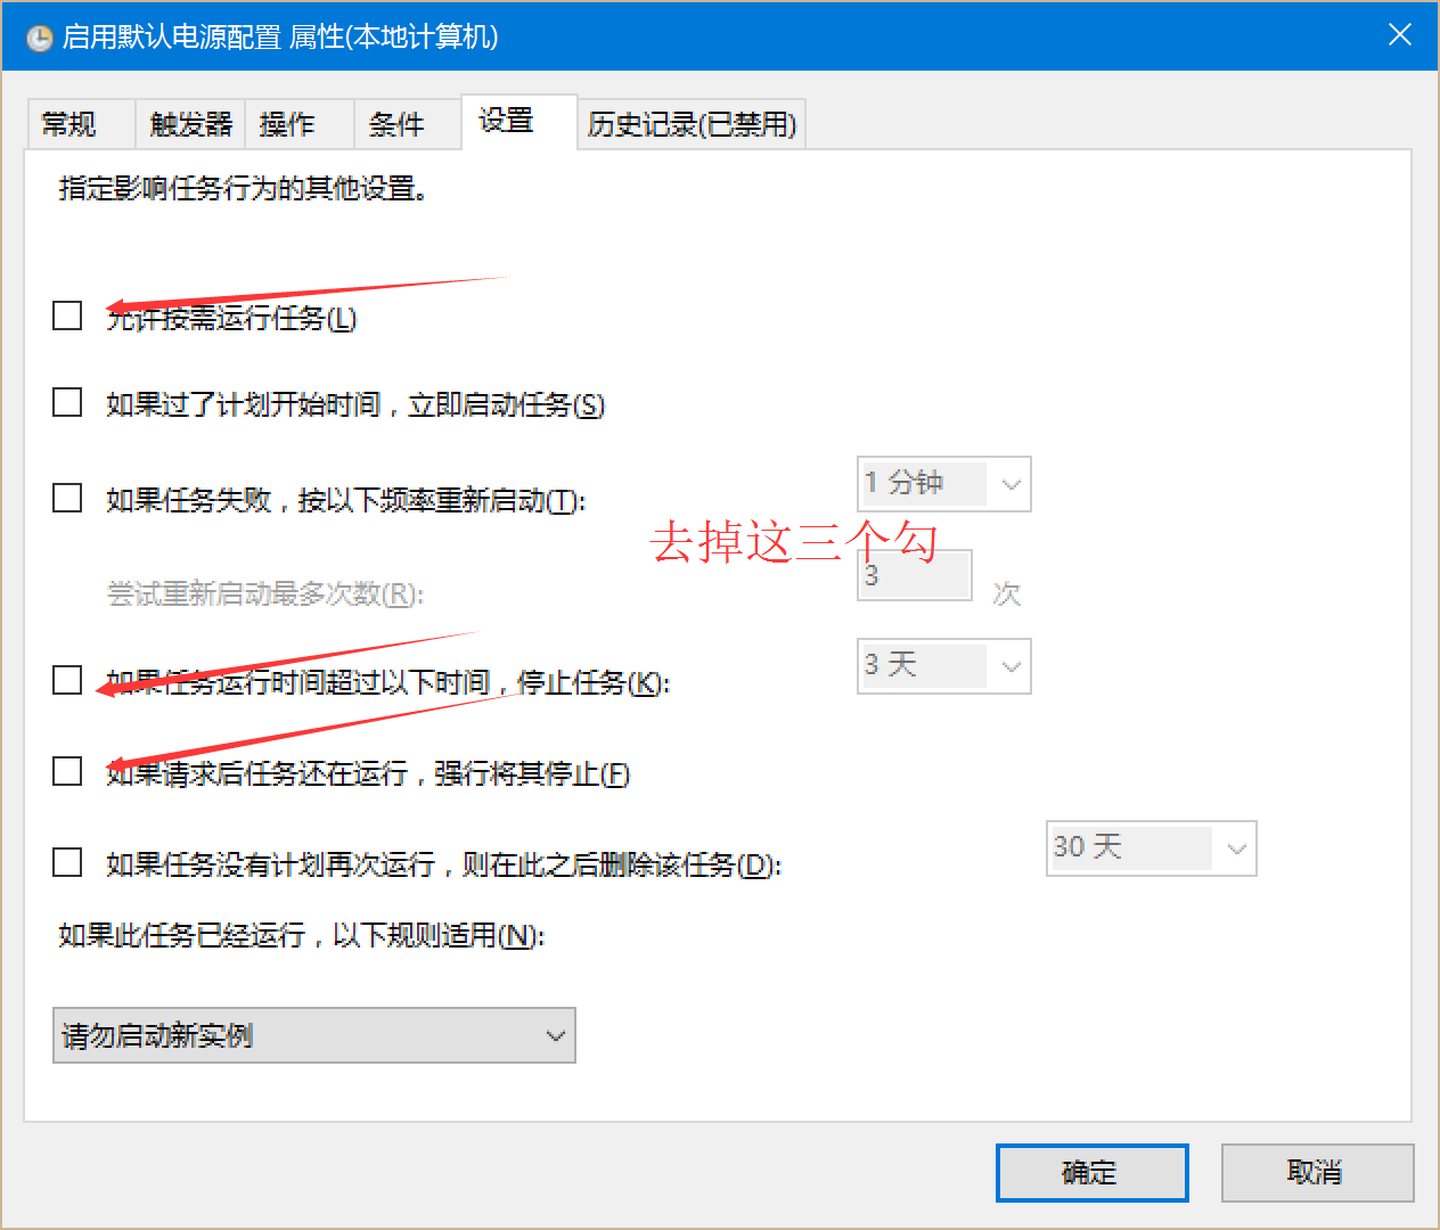 启用默认电源配置 属性(本地计算机)
常规 触发器 操作 条件 设置 历史记录(已禁用)
指定影响任务行为的其他设置。
允许按需运行任务(L)
如果过了计划开始时间，立即启动任务(S)
如果任务失败，按以下频率重新启动(T): 1 分钟
去掉这三个勾
尝试重新启动最多次数(R): 3 次
如果任务运行时间超过以下时间，停止任务(K): 3 天
如果请求后任务还在运行，强行将其停止(F)
如果任务没有计划再次运行，则在此之后删除该任务(D): 30 天
如果此任务已经运行，以下规则适用(N):
请勿启动新实例
确定 取消